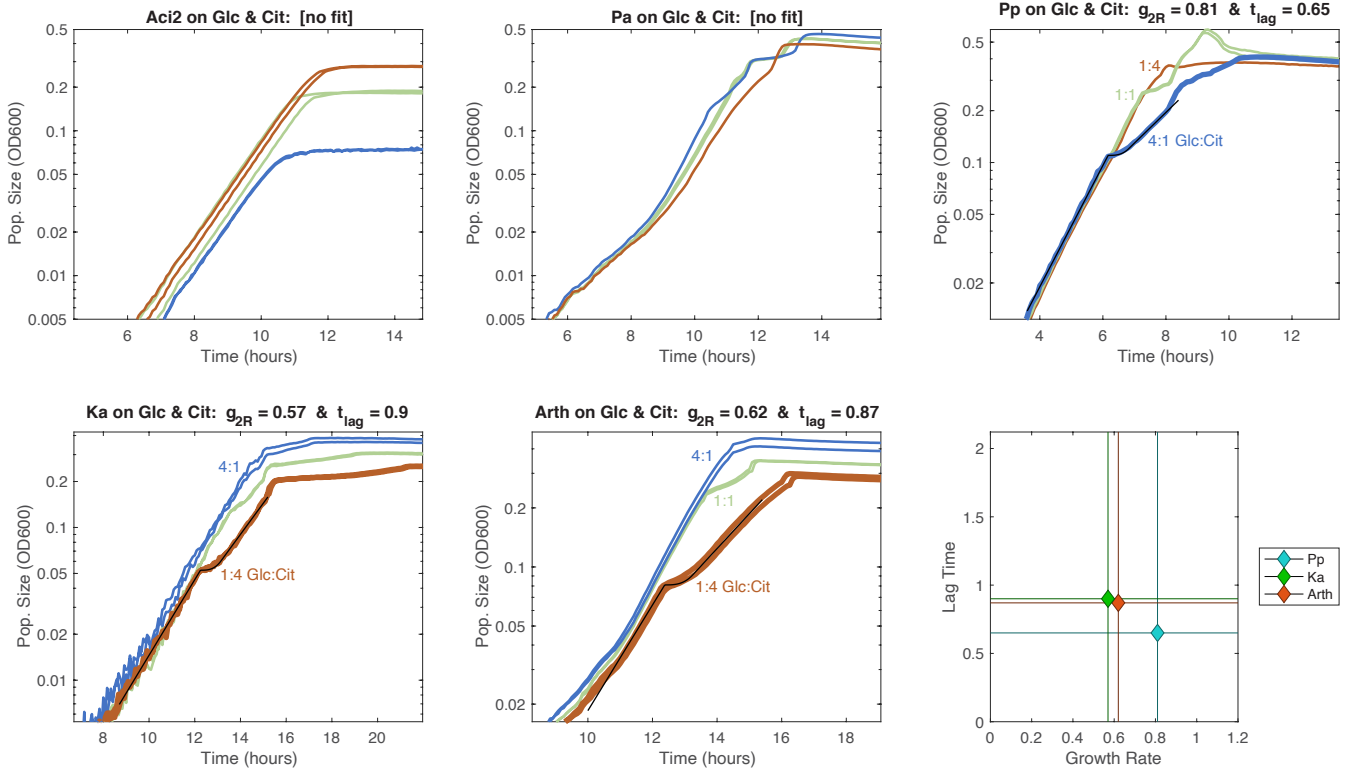 Aci2 on Glc & Cit: [no fit]
Pop. Size (OD600)
0.5
0.2
0.1
0.05
0.02
0.01
0.005
6 8 10 12 14
Time (hours)
Pa on Glc & Cit: [no fit]
Pop. Size (OD600)
0.5
0.2
0.1
0.05
0.02
0.01
0.005
6 8 10 12 14
Time (hours)
Pp on Glc & Cit: g2R = 0.81 & tlag = 0.65
Pop. Size (OD600)
0.5
0.2
0.1
0.05
0.02
1:4
1:1
4:1 Glc:Cit
4 6 8 10 12
Time (hours)
Ka on Glc & Cit: g2R = 0.57 & tlag = 0.9
Pop. Size (OD600)
0.2
0.1
0.05
0.02
0.01
4:1
1:4 Glc:Cit
8 10 12 14 16 18 20
Time (hours)
Arth on Glc & Cit: g2R = 0.62 & tlag = 0.87
Pop. Size (OD600)
0.2
0.1
0.05
0.02
4:1
1:1
1:4 Glc:Cit
10 12 14 16 18
Time (hours)
Lag Time
2
1.5
1
0.5
0
0 0.2 0.4 0.6 0.8 1 1.2
Growth Rate
Pp
Ka
Arth